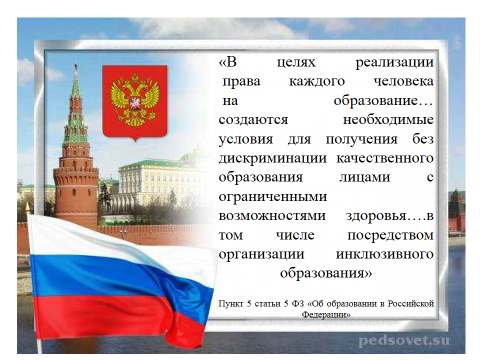 «В целях реализации
права каждого человека
на образование…
создаются необходимые
условия для получения без
дискриминации качественного
образования лицами с
ограниченными
возможностями здоровья….в
том числе посредством
организации инклюзивного
образования»
Пункт 5 статьи 5 ФЗ «Об образовании в Российской
Федерации»
pedsovet.su